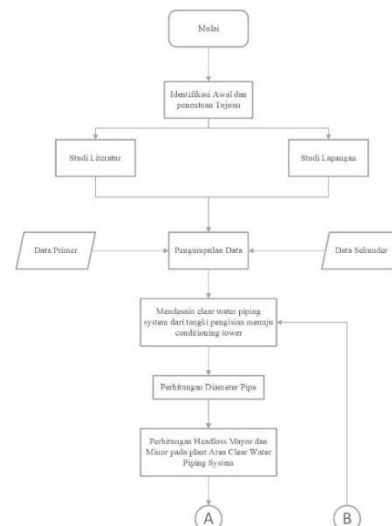 Mulai
Identifikasi Awal dan
penentuan Tujuan
Studi Literatur
Studi Lapangan
Data Primer
Pengumpulan Data
Data Sekunder
Mendesain clear water piping
system dari tangki pengisian menuju
conditioning tower
Perhitungan Diameter Pipa
Perhitungan Headloss Mayor dan
Minor pada plant Area Clear Water
Piping System
A
B